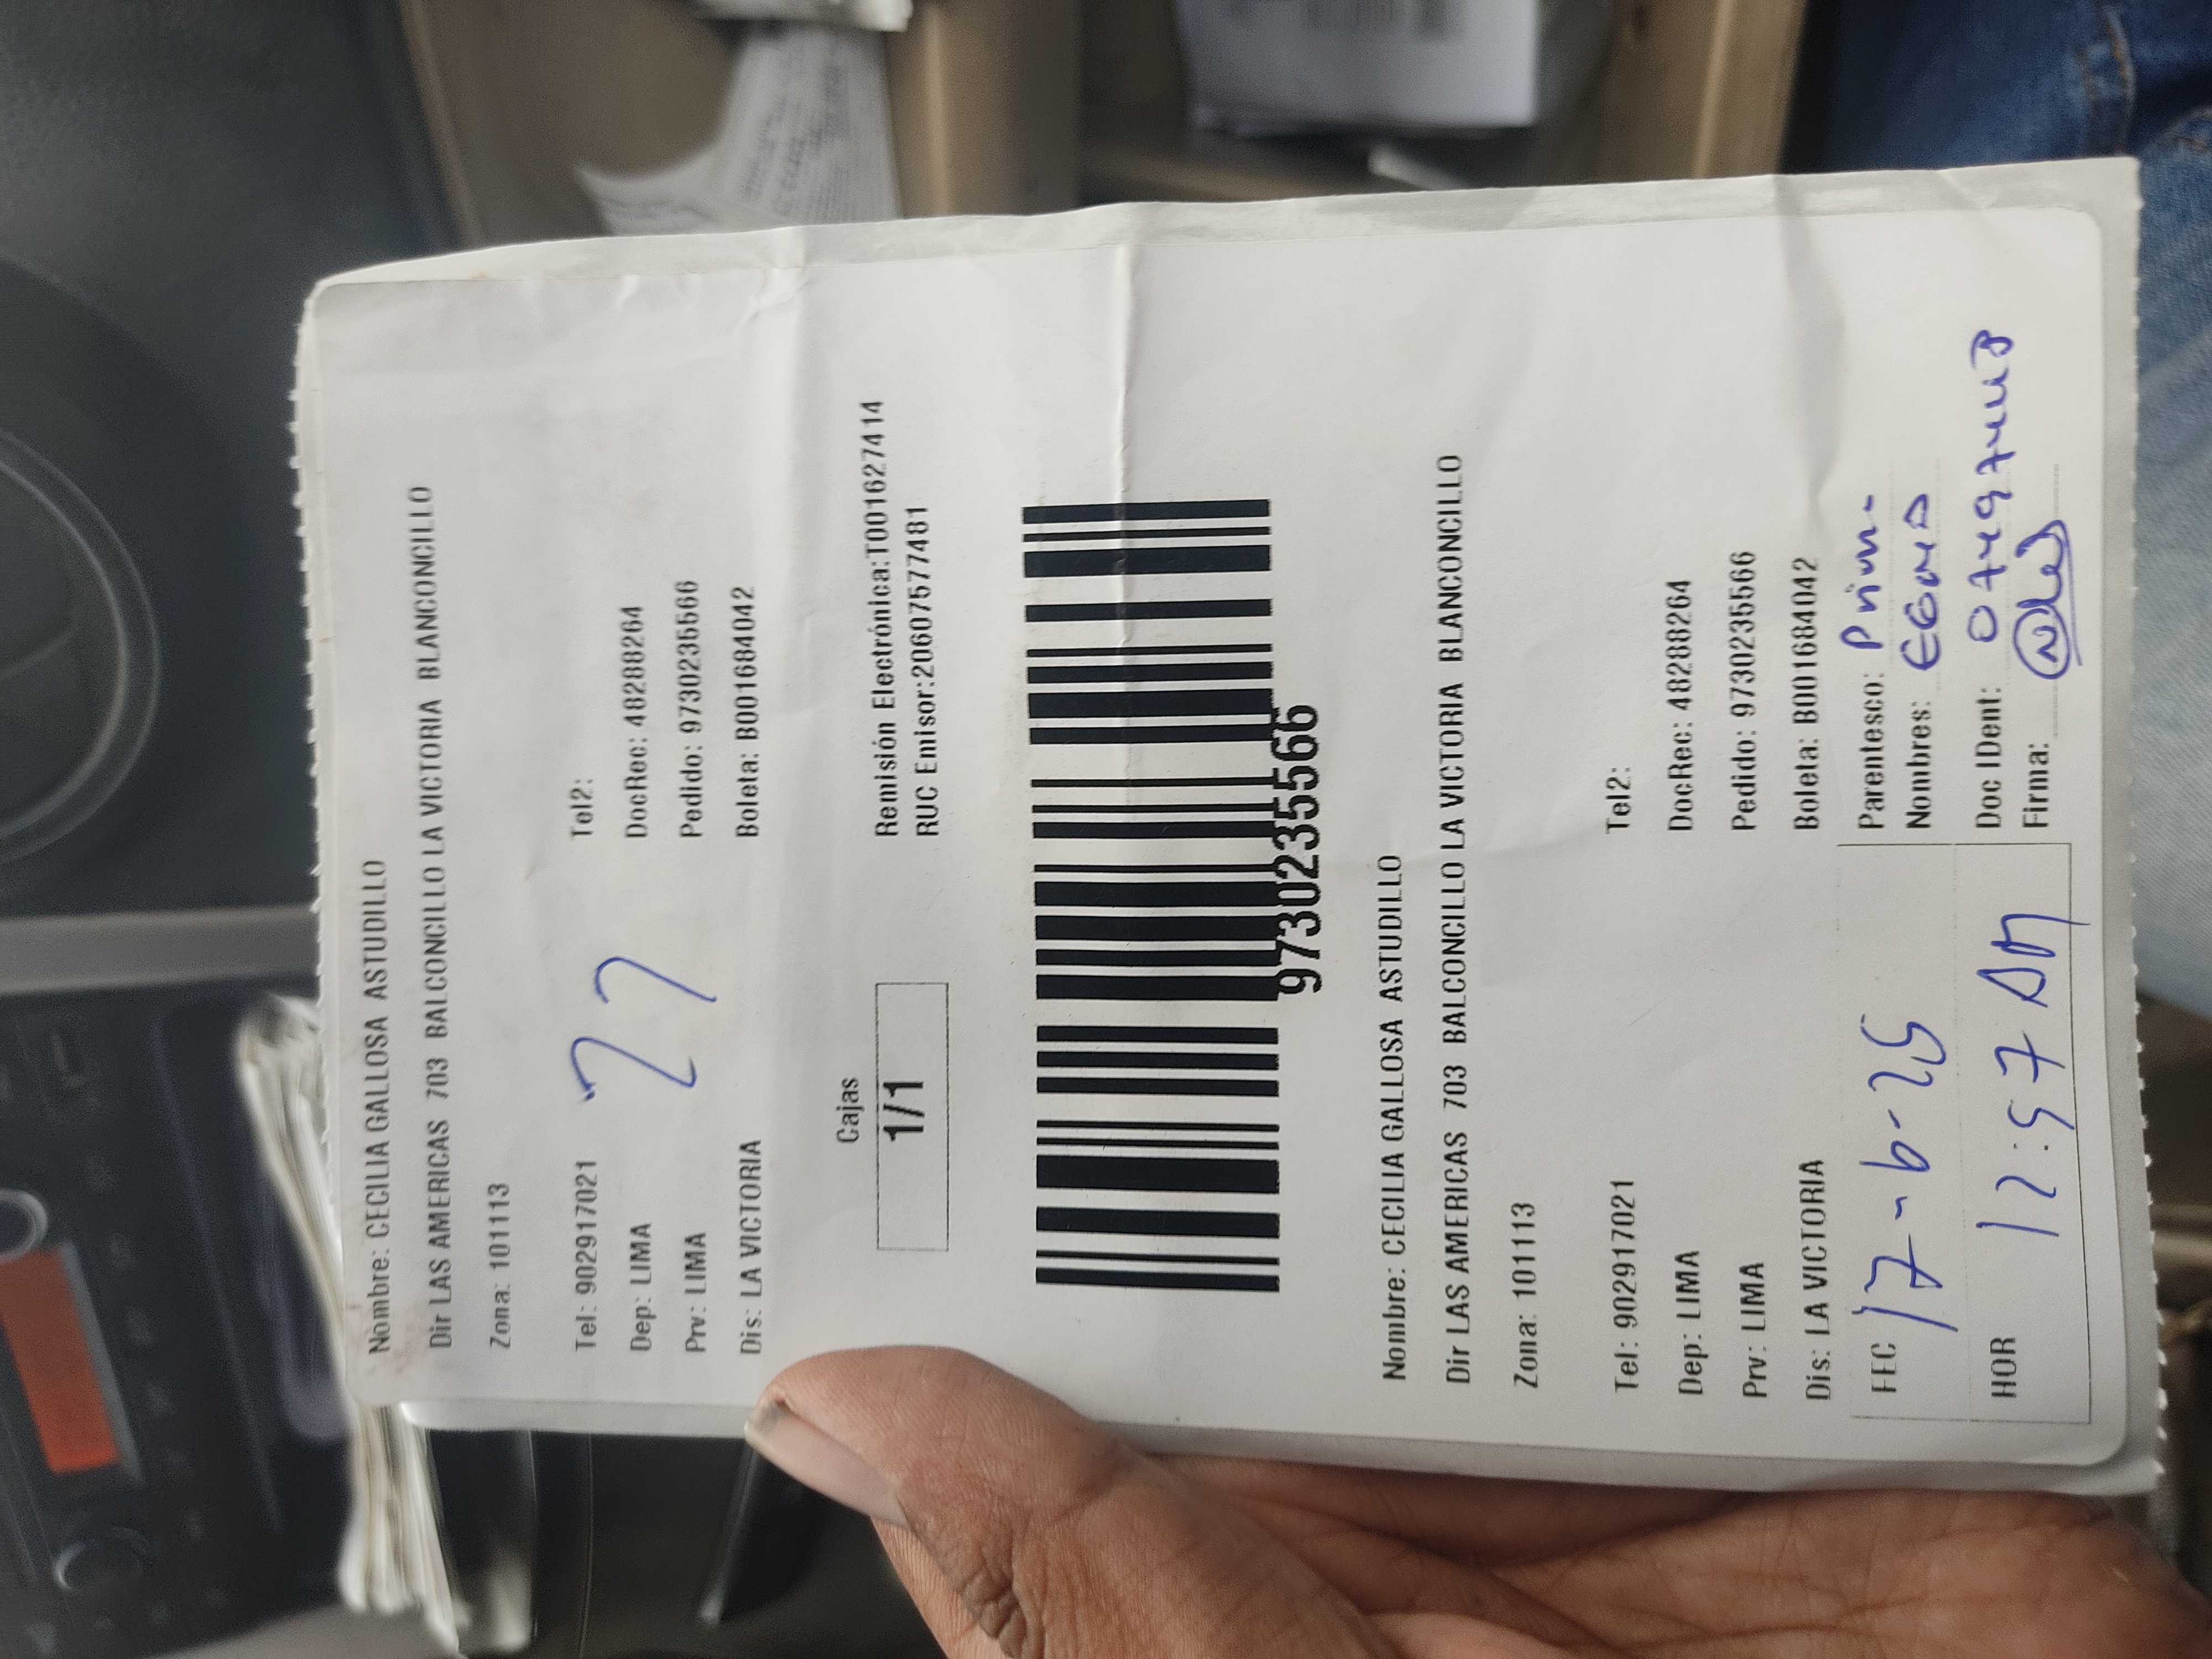 Nombre: CECILIA GALLOSA ASTUDILLO
Dir LAS AMERICAS 703 BALCONCILLO LA VICTORIA BLANCONCILLO
Zona: 101113
Tel: 902917021 Tel2:
Dep: LIMA DocRec: 48288264
Prv: LIMA Pedido: 9730235566
Dis: LA VICTORIA Boleta: B001684042
27
Cajas
1/1
Remisión Electrónica:T001627414
RUC Emisor:20607577481
9730235566
Nombre: CECILIA GALLOSA ASTUDILLO
Dir LAS AMERICAS 703 BALCONCILLO LA VICTORIA BLANCONCILLO
Zona: 101113
Tel: 902917021 Tel2:
Dep: LIMA DocRec: 48288264
Prv: LIMA Pedido: 9730235566
Dis: LA VICTORIA Boleta: B001684042
FEC 17-6-25 Parentesco:
Nombres:
HOR 12:57 AM Doc IDent:
Firma: